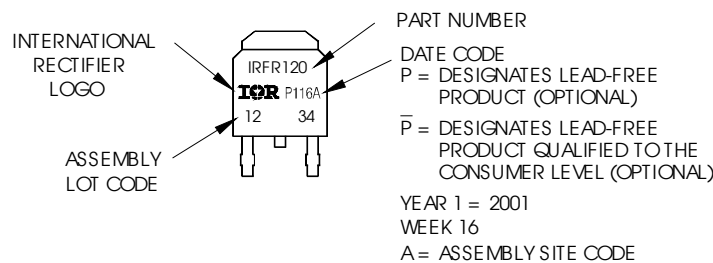 INTERNATIONAL
RECTIFIER
LOGO
ASSEMBLY
LOT CODE
IRFR120
IOR P116A
12 34
PART NUMBER
DATE CODE
P = DESIGNATES LEAD-FREE
PRODUCT (OPTIONAL)
P̅ = DESIGNATES LEAD-FREE
PRODUCT QUALIFIED TO THE
CONSUMER LEVEL (OPTIONAL)
YEAR 1 = 2001
WEEK 16
A = ASSEMBLY SITE CODE